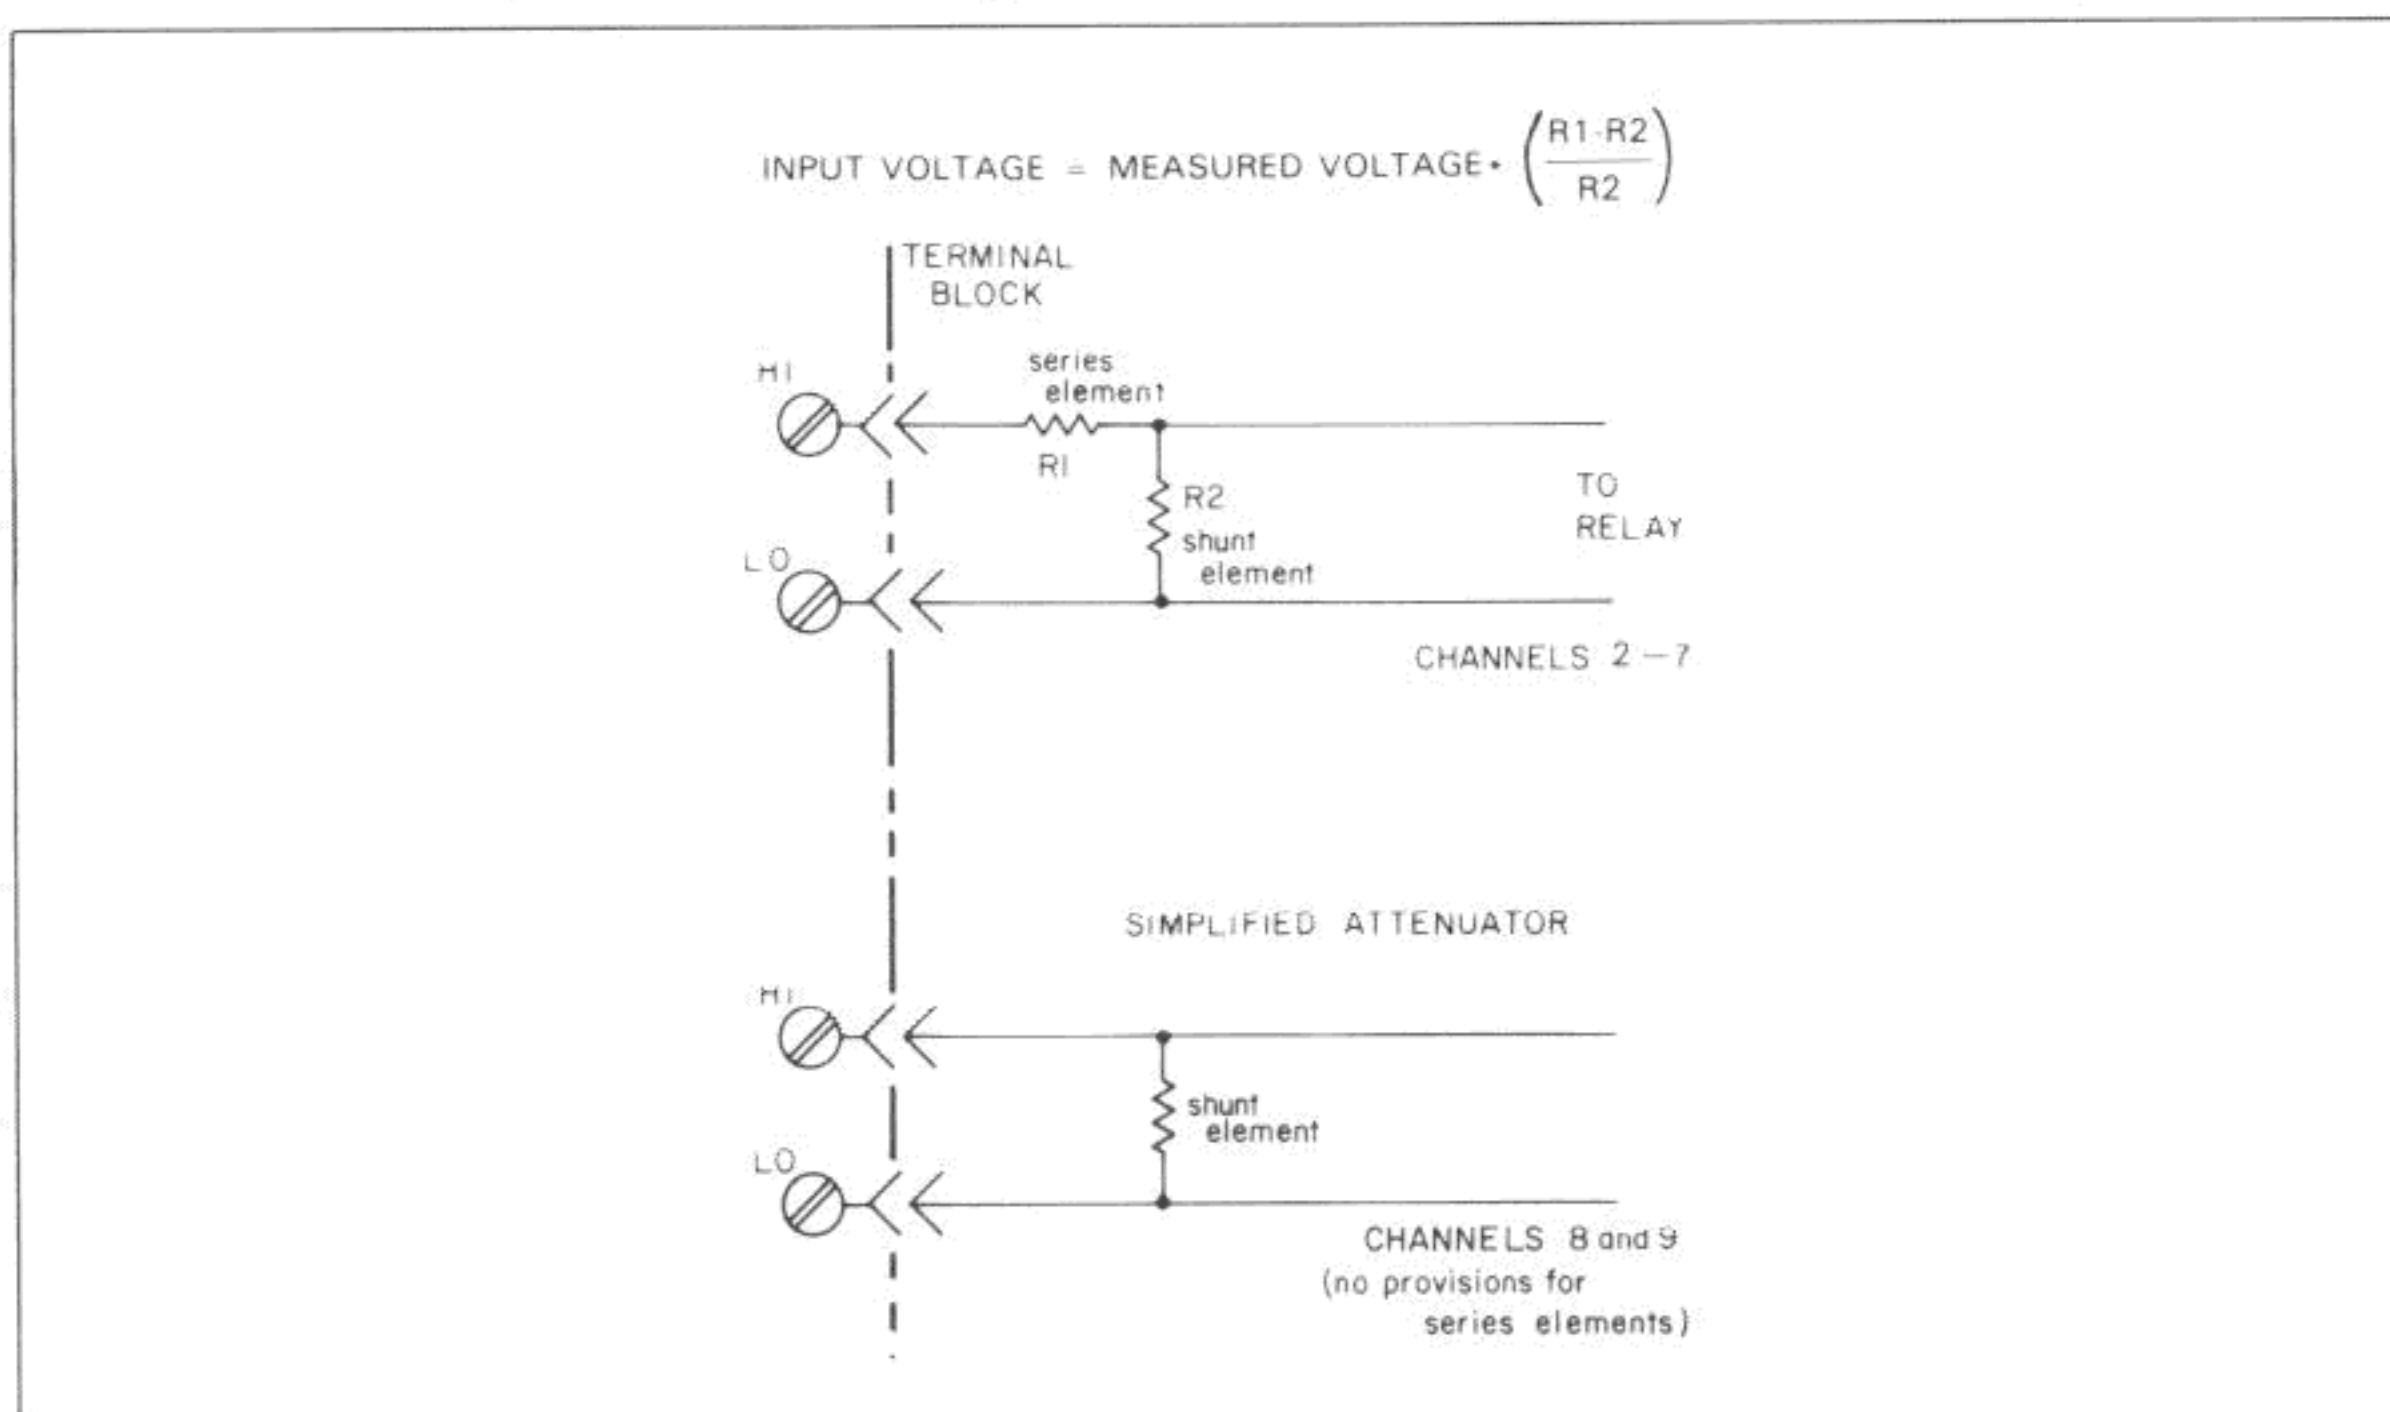 INPUT VOLTAGE = MEASURED VOLTAGE • (R1-R2 / R2)
TERMINAL
BLOCK
HI
series
element
R1
R2
shunt
element
TO
RELAY
LO
CHANNELS 2-7
SIMPLIFIED ATTENUATOR
HI
shunt
element
LO
CHANNELS 8 and 9
(no provisions for
series elements)